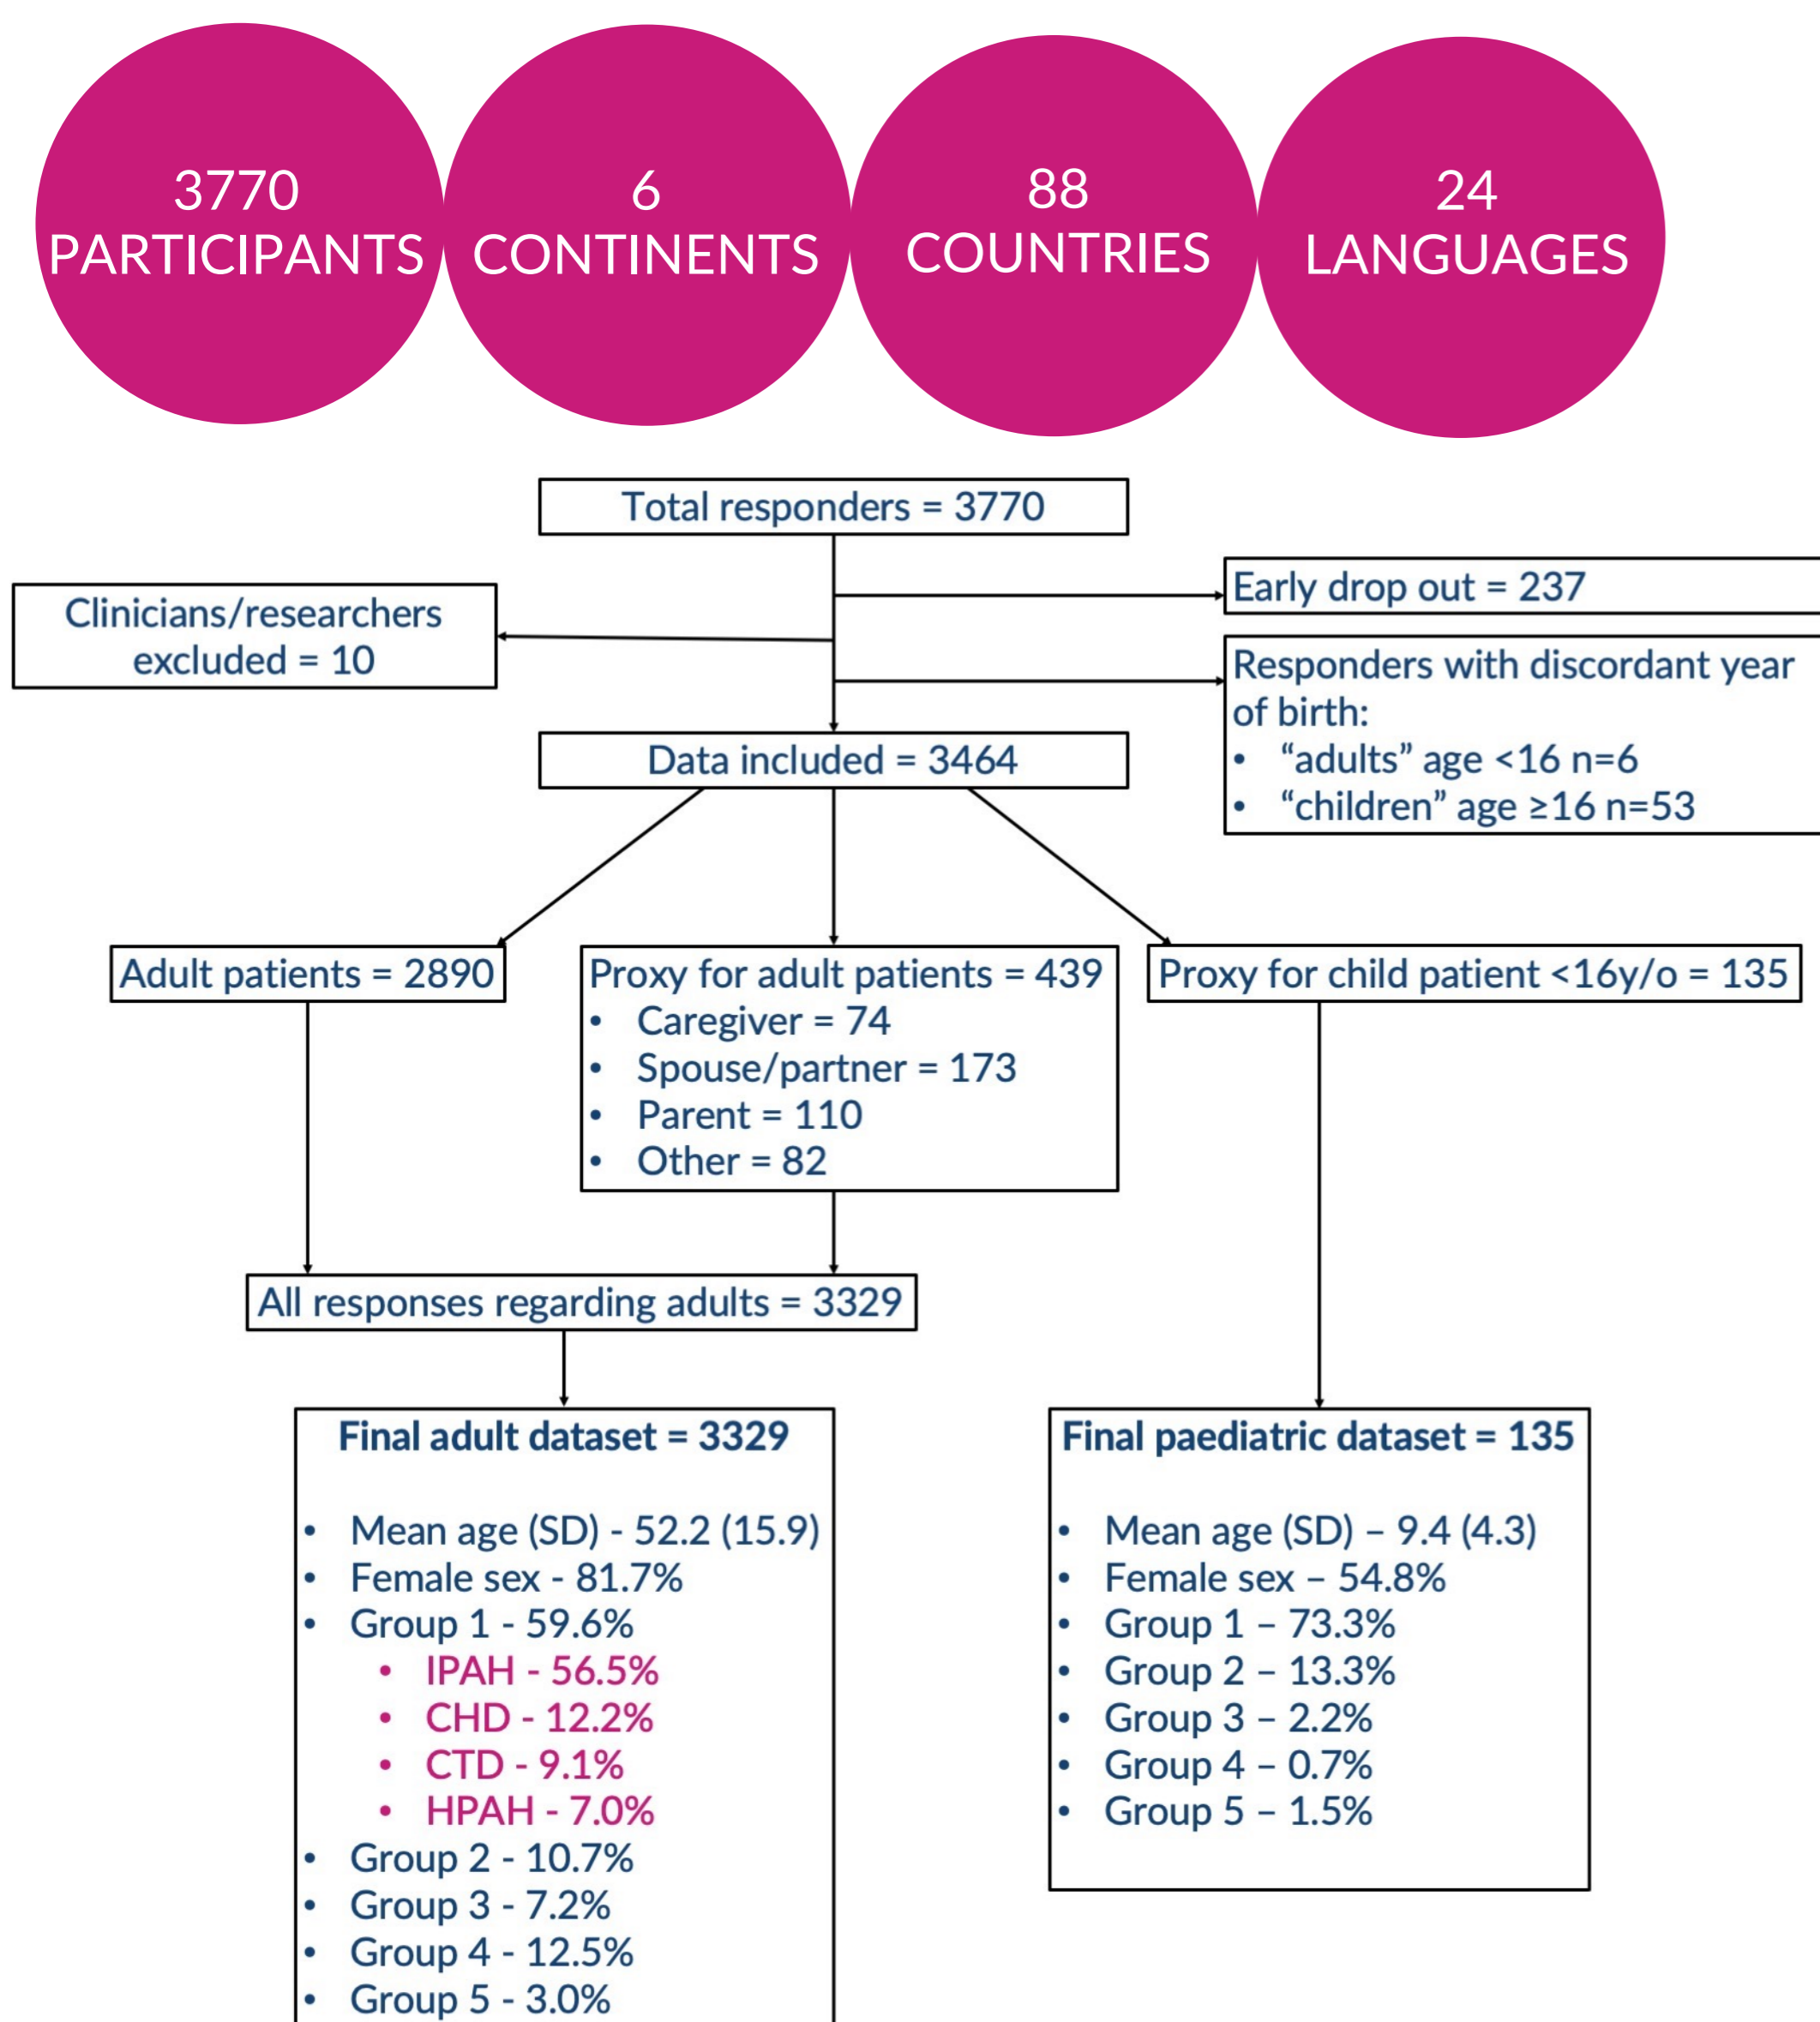 3770
PARTICIPANTS
6
CONTINENTS
88
COUNTRIES
24
LANGUAGES
Total responders = 3770
Early drop out = 237
Clinicians/researchers
excluded = 10
Responders with discordant year
of birth:
• “adults” age <16 n=6
• “children” age ≥16 n=53
Data included = 3464
Adult patients = 2890
Proxy for adult patients = 439
• Caregiver = 74
• Spouse/partner = 173
• Parent = 110
• Other = 82
Proxy for child patient <16y/o = 135
All responses regarding adults = 3329
Final adult dataset = 3329
• Mean age (SD) - 52.2 (15.9)
• Female sex - 81.7%
• Group 1 - 59.6%
• IPAH - 56.5%
• CHD - 12.2%
• CTD - 9.1%
• HPAH - 7.0%
• Group 2 - 10.7%
• Group 3 - 7.2%
• Group 4 - 12.5%
• Group 5 - 3.0%
Final paediatric dataset = 135
• Mean age (SD) – 9.4 (4.3)
• Female sex – 54.8%
• Group 1 – 73.3%
• Group 2 – 13.3%
• Group 3 – 2.2%
• Group 4 – 0.7%
• Group 5 – 1.5%